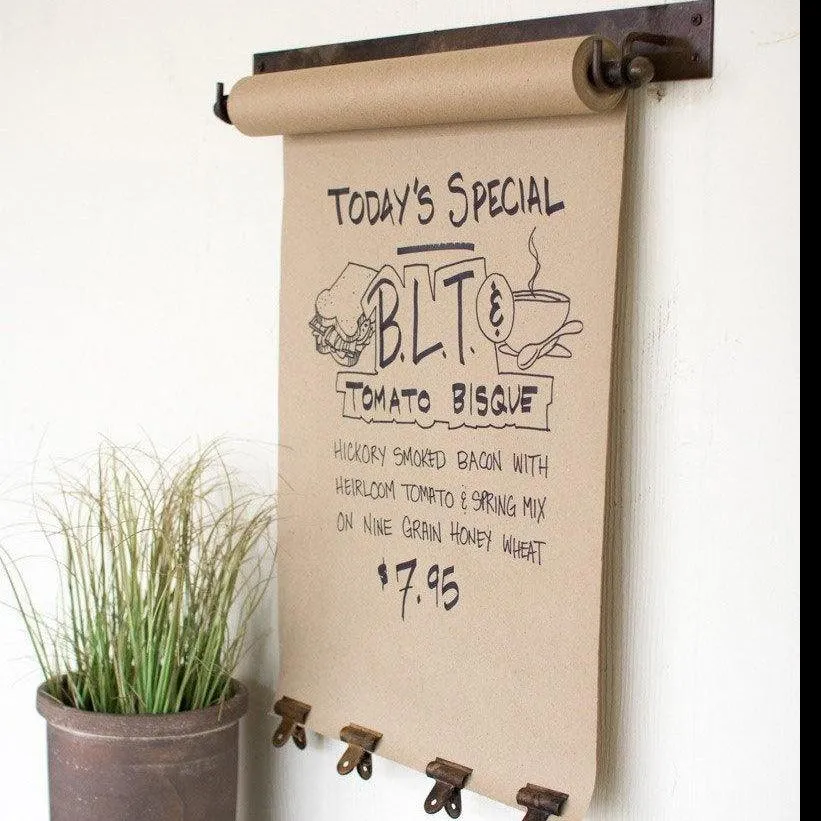 TODAY'S SPECIAL
B.L.T. &
TOMATO BISQUE
HICKORY SMOKED BACON WITH
HEIRLOOM TOMATO & SPRING MIX
ON NINE GRAIN HONEY WHEAT
$7.95